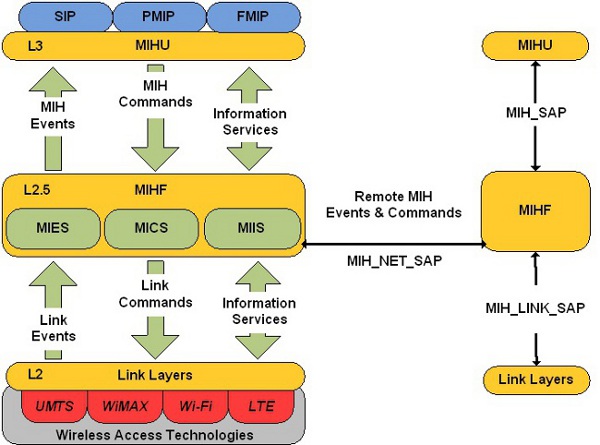 SIP PMIP FMIP
L3 MIHU
MIHU
MIH
Events
MIH
Commands
Information
Services
MIH_SAP
L2.5 MIHF
MIES MICS MIIS
Remote MIH
Events & Commands
MIH_NET_SAP
MIHF
Link
Events
Link
Commands
Information
Services
MIH_LINK_SAP
L2 Link Layers
Link Layers
UMTS WiMAX Wi-Fi LTE
Wireless Access Technologies